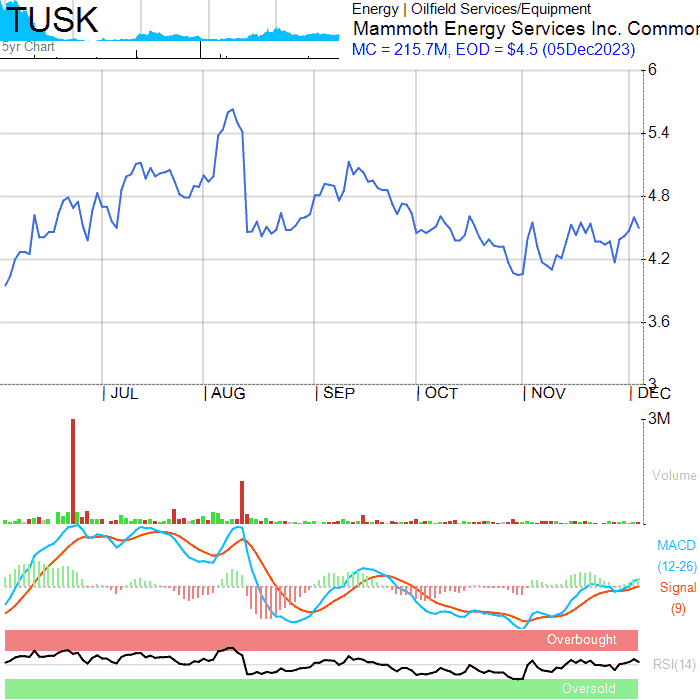 TUSK
5yr Chart
Energy | Oilfield Services/Equipment
Mammoth Energy Services Inc. Common
MC = 215.7M, EOD = $4.5 (05Dec2023)
6
5.4
4.8
4.2
3.6
3
JUL AUG SEP OCT NOV DEC
3M
Volume
MACD
(12-26)
Signal
(9)
Overbought
RSI(14)
Oversold